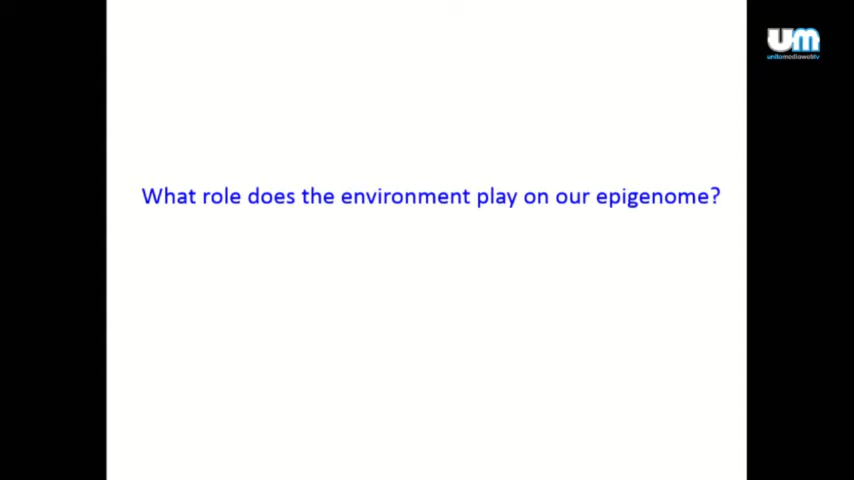 um
unitomediawebtv
What role does the environment play on our epigenome?